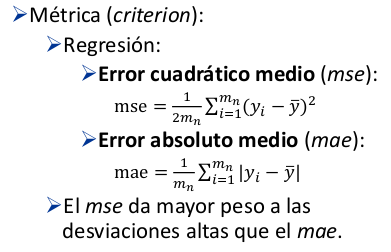 ➢Métrica (criterion):
➢Regresión:
➢Error cuadrático medio (mse):
mse = \frac{1}{2m_n} \sum_{i=1}^{m_n} (y_i − \bar{y})^2
➢Error absoluto medio (mae):
mae = \frac{1}{m_n} \sum_{i=1}^{m_n} |y_i − \bar{y}|
➢El mse da mayor peso a las
desviaciones altas que el mae.